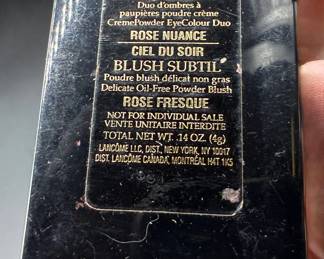 Duo d'ombres à
paupières poudre crème
CremePowder EyeColour Duo
ROSE NUANCE
CIEL DU SOIR
BLUSH SUBTIL
Poudre blush délicat non gras
Delicate Oil-Free Powder Blush
ROSE FRESQUE
NOT FOR INDIVIDUAL SALE
VENTE UNITAIRE INTERDITE
TOTAL NET WT. .14 OZ. (4g)
LANCÔME LLC, DIST., NEW YORK, NY 10017
DIST. LANCÔME CANADA, MONTRÉAL H4T 1K5